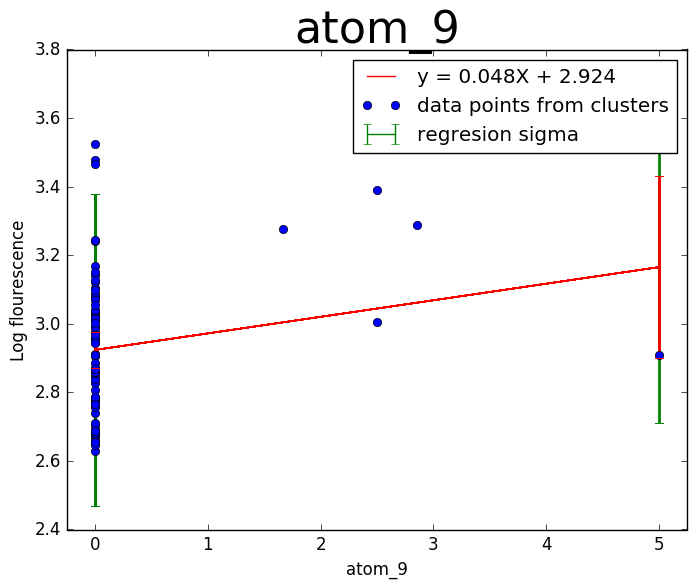 atom_9
3.8
3.6
3.4
3.2
3.0
2.8
2.6
2.4
Log flourescence
y = 0.048X + 2.924
data points from clusters
regresion sigma
0 1 2 3 4 5
atom_9